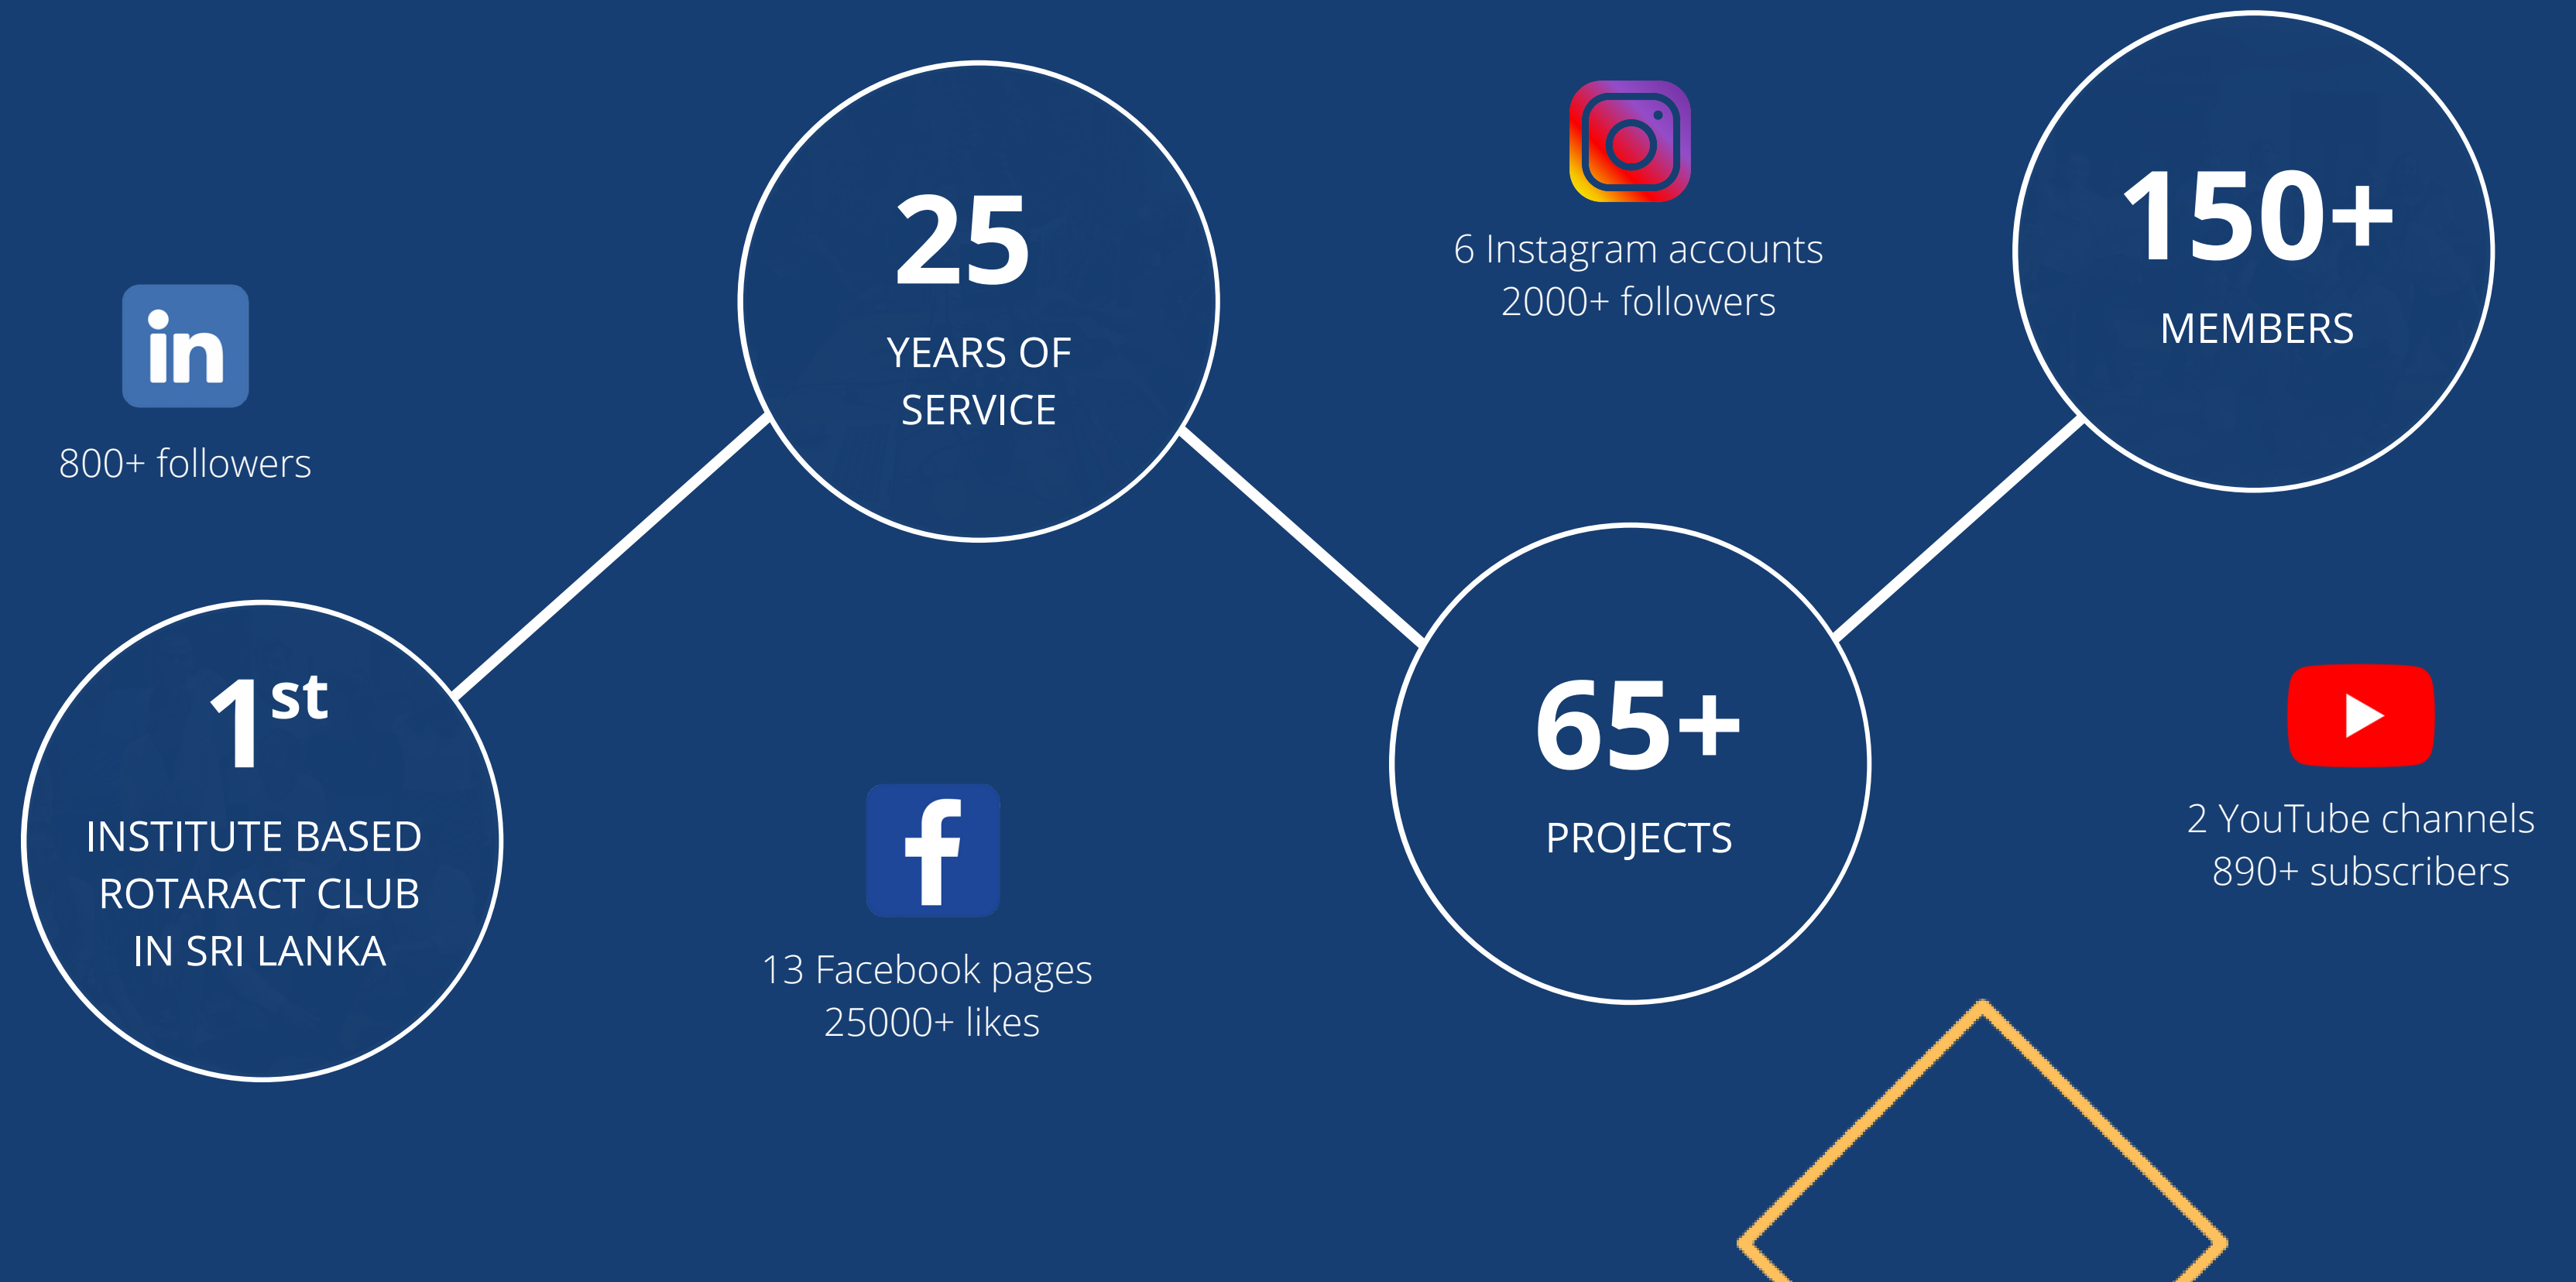 in
800+ followers
1st
INSTITUTE BASED
ROTARACT CLUB
IN SRI LANKA
25
YEARS OF
SERVICE
f
13 Facebook pages
25000+ likes
6 Instagram accounts
2000+ followers
65+
PROJECTS
150+
MEMBERS
2 YouTube channels
890+ subscribers